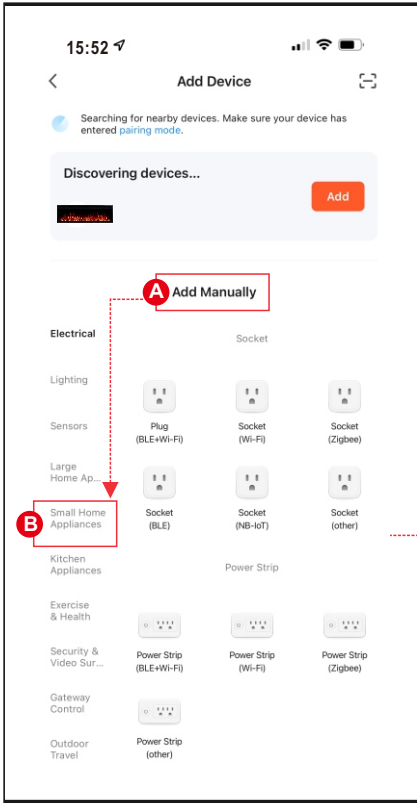 15:52
Add Device
Searching for nearby devices. Make sure your device has
entered pairing mode.
Discovering devices...
Add
A
Add Manually
Electrical
Socket
Lighting
Plug
(BLE+Wi-Fi)
Socket
(Wi-Fi)
Socket
(Zigbee)
Sensors
Large
Home Ap...
Socket
(BLE)
Socket
(NB-IoT)
Socket
(other)
B
Small Home
Appliances
Kitchen
Appliances
Power Strip
Exercise
& Health
Power Strip
(BLE+Wi-Fi)
Power Strip
(Wi-Fi)
Power Strip
(Zigbee)
Security &
Video Sur...
Gateway
Control
Power Strip
(other)
Outdoor
Travel